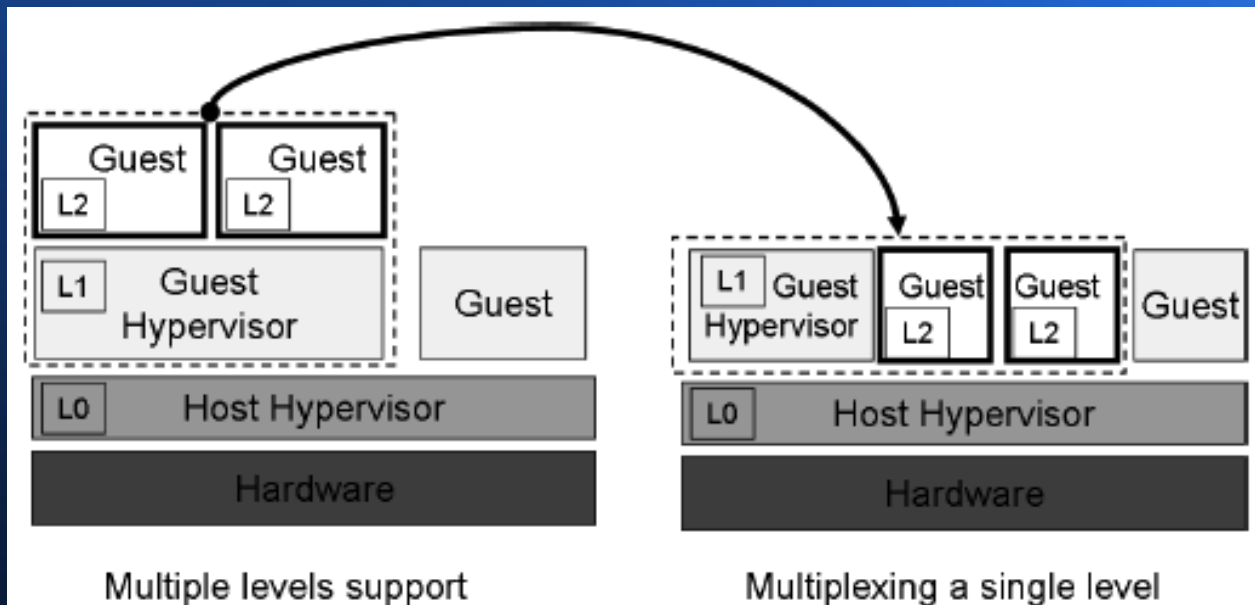 Guest
L2
Guest
L2
L1
Guest
Hypervisor
Guest
L0
Host Hypervisor
Hardware
Multiple levels support
L1
Guest
Hypervisor
Guest
L2
Guest
L2
Guest
L0
Host Hypervisor
Hardware
Multiplexing a single level